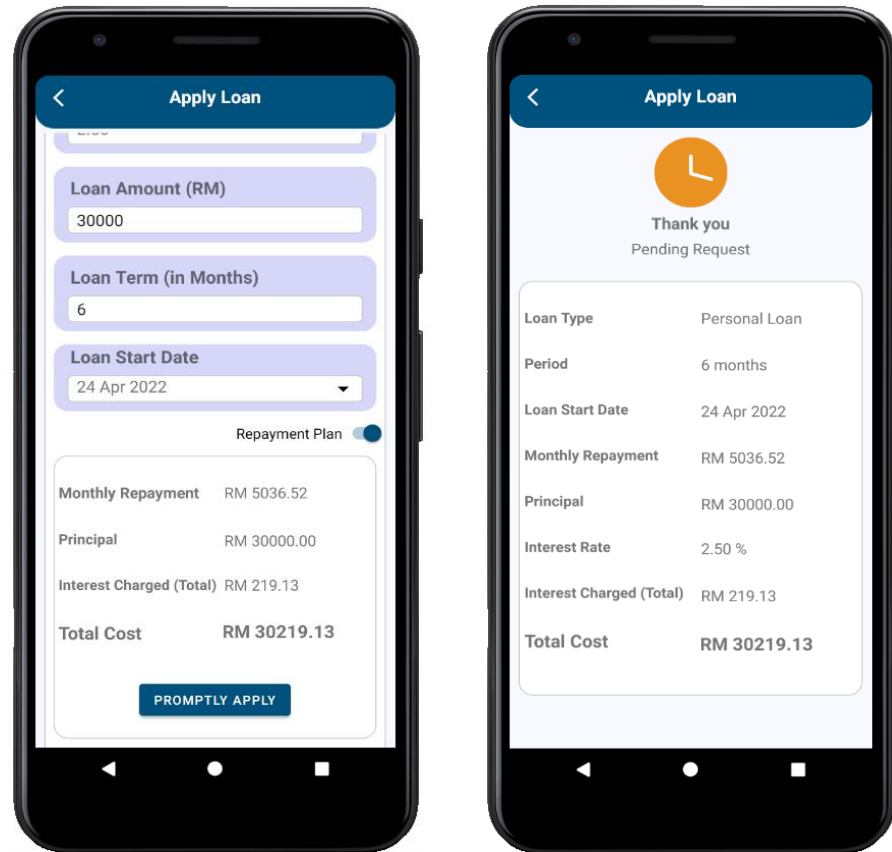 Apply Loan
Loan Amount (RM)
30000
Loan Term (in Months)
6
Loan Start Date
24 Apr 2022
Repayment Plan
Monthly Repayment RM 5036.52
Principal RM 30000.00
Interest Charged (Total) RM 219.13
Total Cost RM 30219.13
PROMPTLY APPLY
Apply Loan
Thank you
Pending Request
Loan Type Personal Loan
Period 6 months
Loan Start Date 24 Apr 2022
Monthly Repayment RM 5036.52
Principal RM 30000.00
Interest Rate 2.50 %
Interest Charged (Total) RM 219.13
Total Cost RM 30219.13